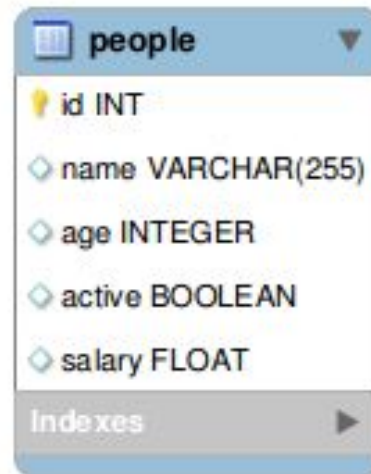 people
id INT
name VARCHAR(255)
age INTEGER
active BOOLEAN
salary FLOAT
Indexes